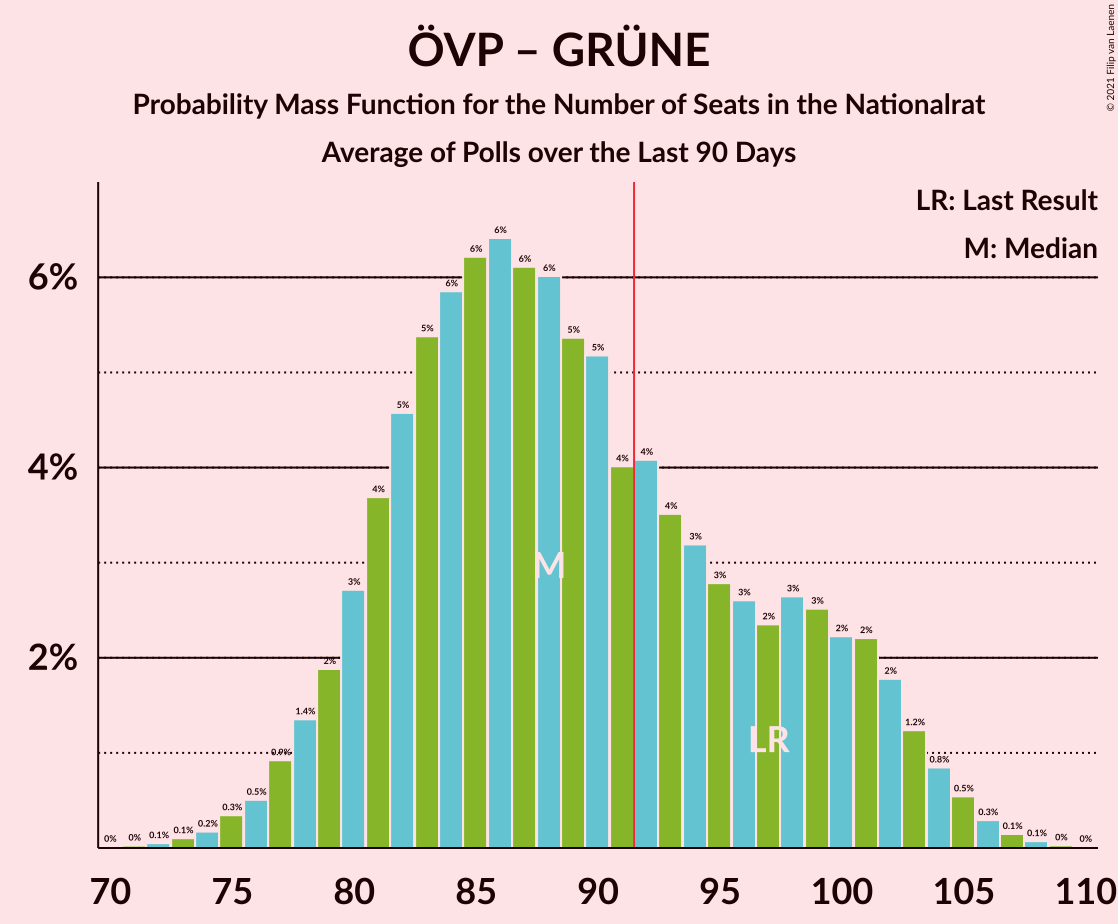 ÖVP – GRÜNE
Probability Mass Function for the Number of Seats in the Nationalrat
Average of Polls over the Last 90 Days
© 2021 Filip van Laenen
LR: Last Result
M: Median
6%
4%
2%
0% 0% 0.1% 0.1% 0.2% 0.3% 0.5% 0.9% 1.4% 2% 3% 4% 5% 5% 6% 6% 6% 6% 6% 5% 5% 4% 4% 4% 3% 3% 3% 2% 3% 3% 2% 2% 2% 1.2% 0.8% 0.5% 0.3% 0.1% 0.1% 0% 0%
M
LR
70 75 80 85 90 95 100 105 110